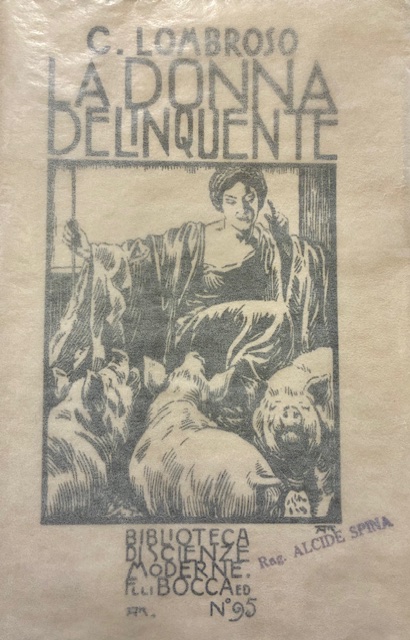 C. LOMBROSO
LA DONNA
DELINQUENTE
BIBLIOTECA
DI SCIENZE
MODERNE.
F.LLI BOCCA ED
N° 95
Rag. ALCIDE SPINA